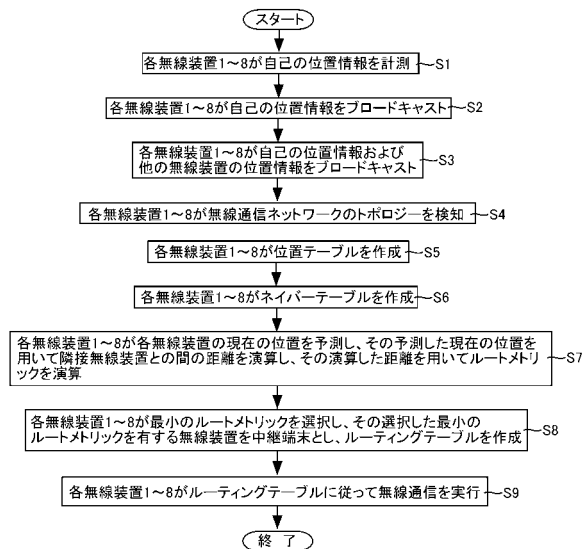 スタート
各無線装置1~8が自己の位置情報を計測
S1
各無線装置1~8が自己の位置情報をブロードキャスト
S2
各無線装置1~8が自己の位置情報および
他の無線装置の位置情報をブロードキャスト
S3
各無線装置1~8が無線通信ネットワークのトポロジーを検知
S4
各無線装置1~8が位置テーブルを作成
S5
各無線装置1~8がネイバーテーブルを作成
S6
各無線装置1~8が各無線装置の現在の位置を予測し、その予測した現在の位置を
用いて隣接無線装置との間の距離を演算し、その演算した距離を用いてルートメトリ
ックを演算
S7
各無線装置1~8が最小のルートメトリックを選択し、その選択した最小の
ルートメトリックを有する無線装置を中継端末とし、ルーティングテーブルを作成
S8
各無線装置1~8がルーティングテーブルに従って無線通信を実行
S9
終了